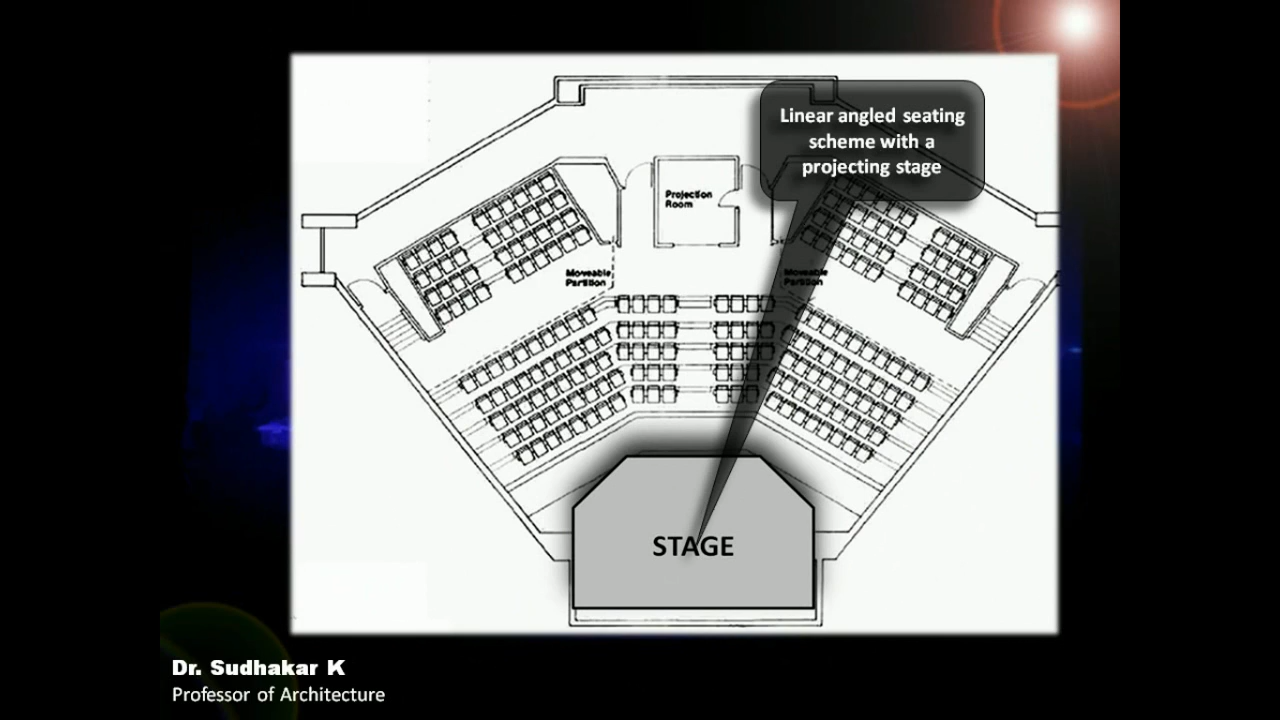 Linear angled seating
scheme with a
projecting stage
Projection
Room
Moveable
Partition
Moveable
Partition
STAGE
Dr. Sudhakar K
Professor of Architecture